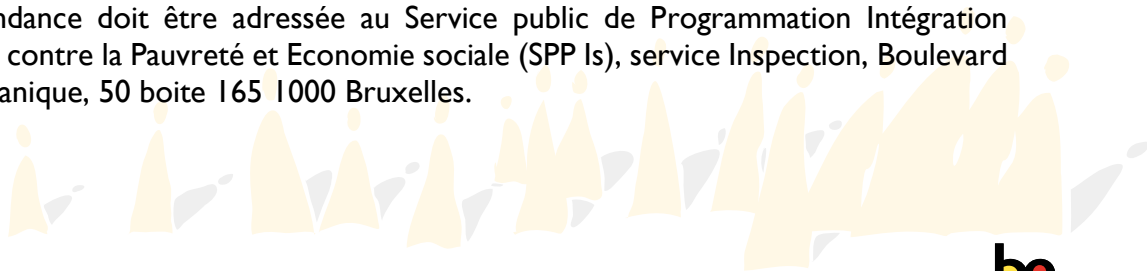 ndance doit être adressée au Service public de Programmation Intégration
contre la Pauvreté et Economie sociale (SPP Is), service Inspection, Boulevard
anique, 50 boite 165 1000 Bruxelles.
be